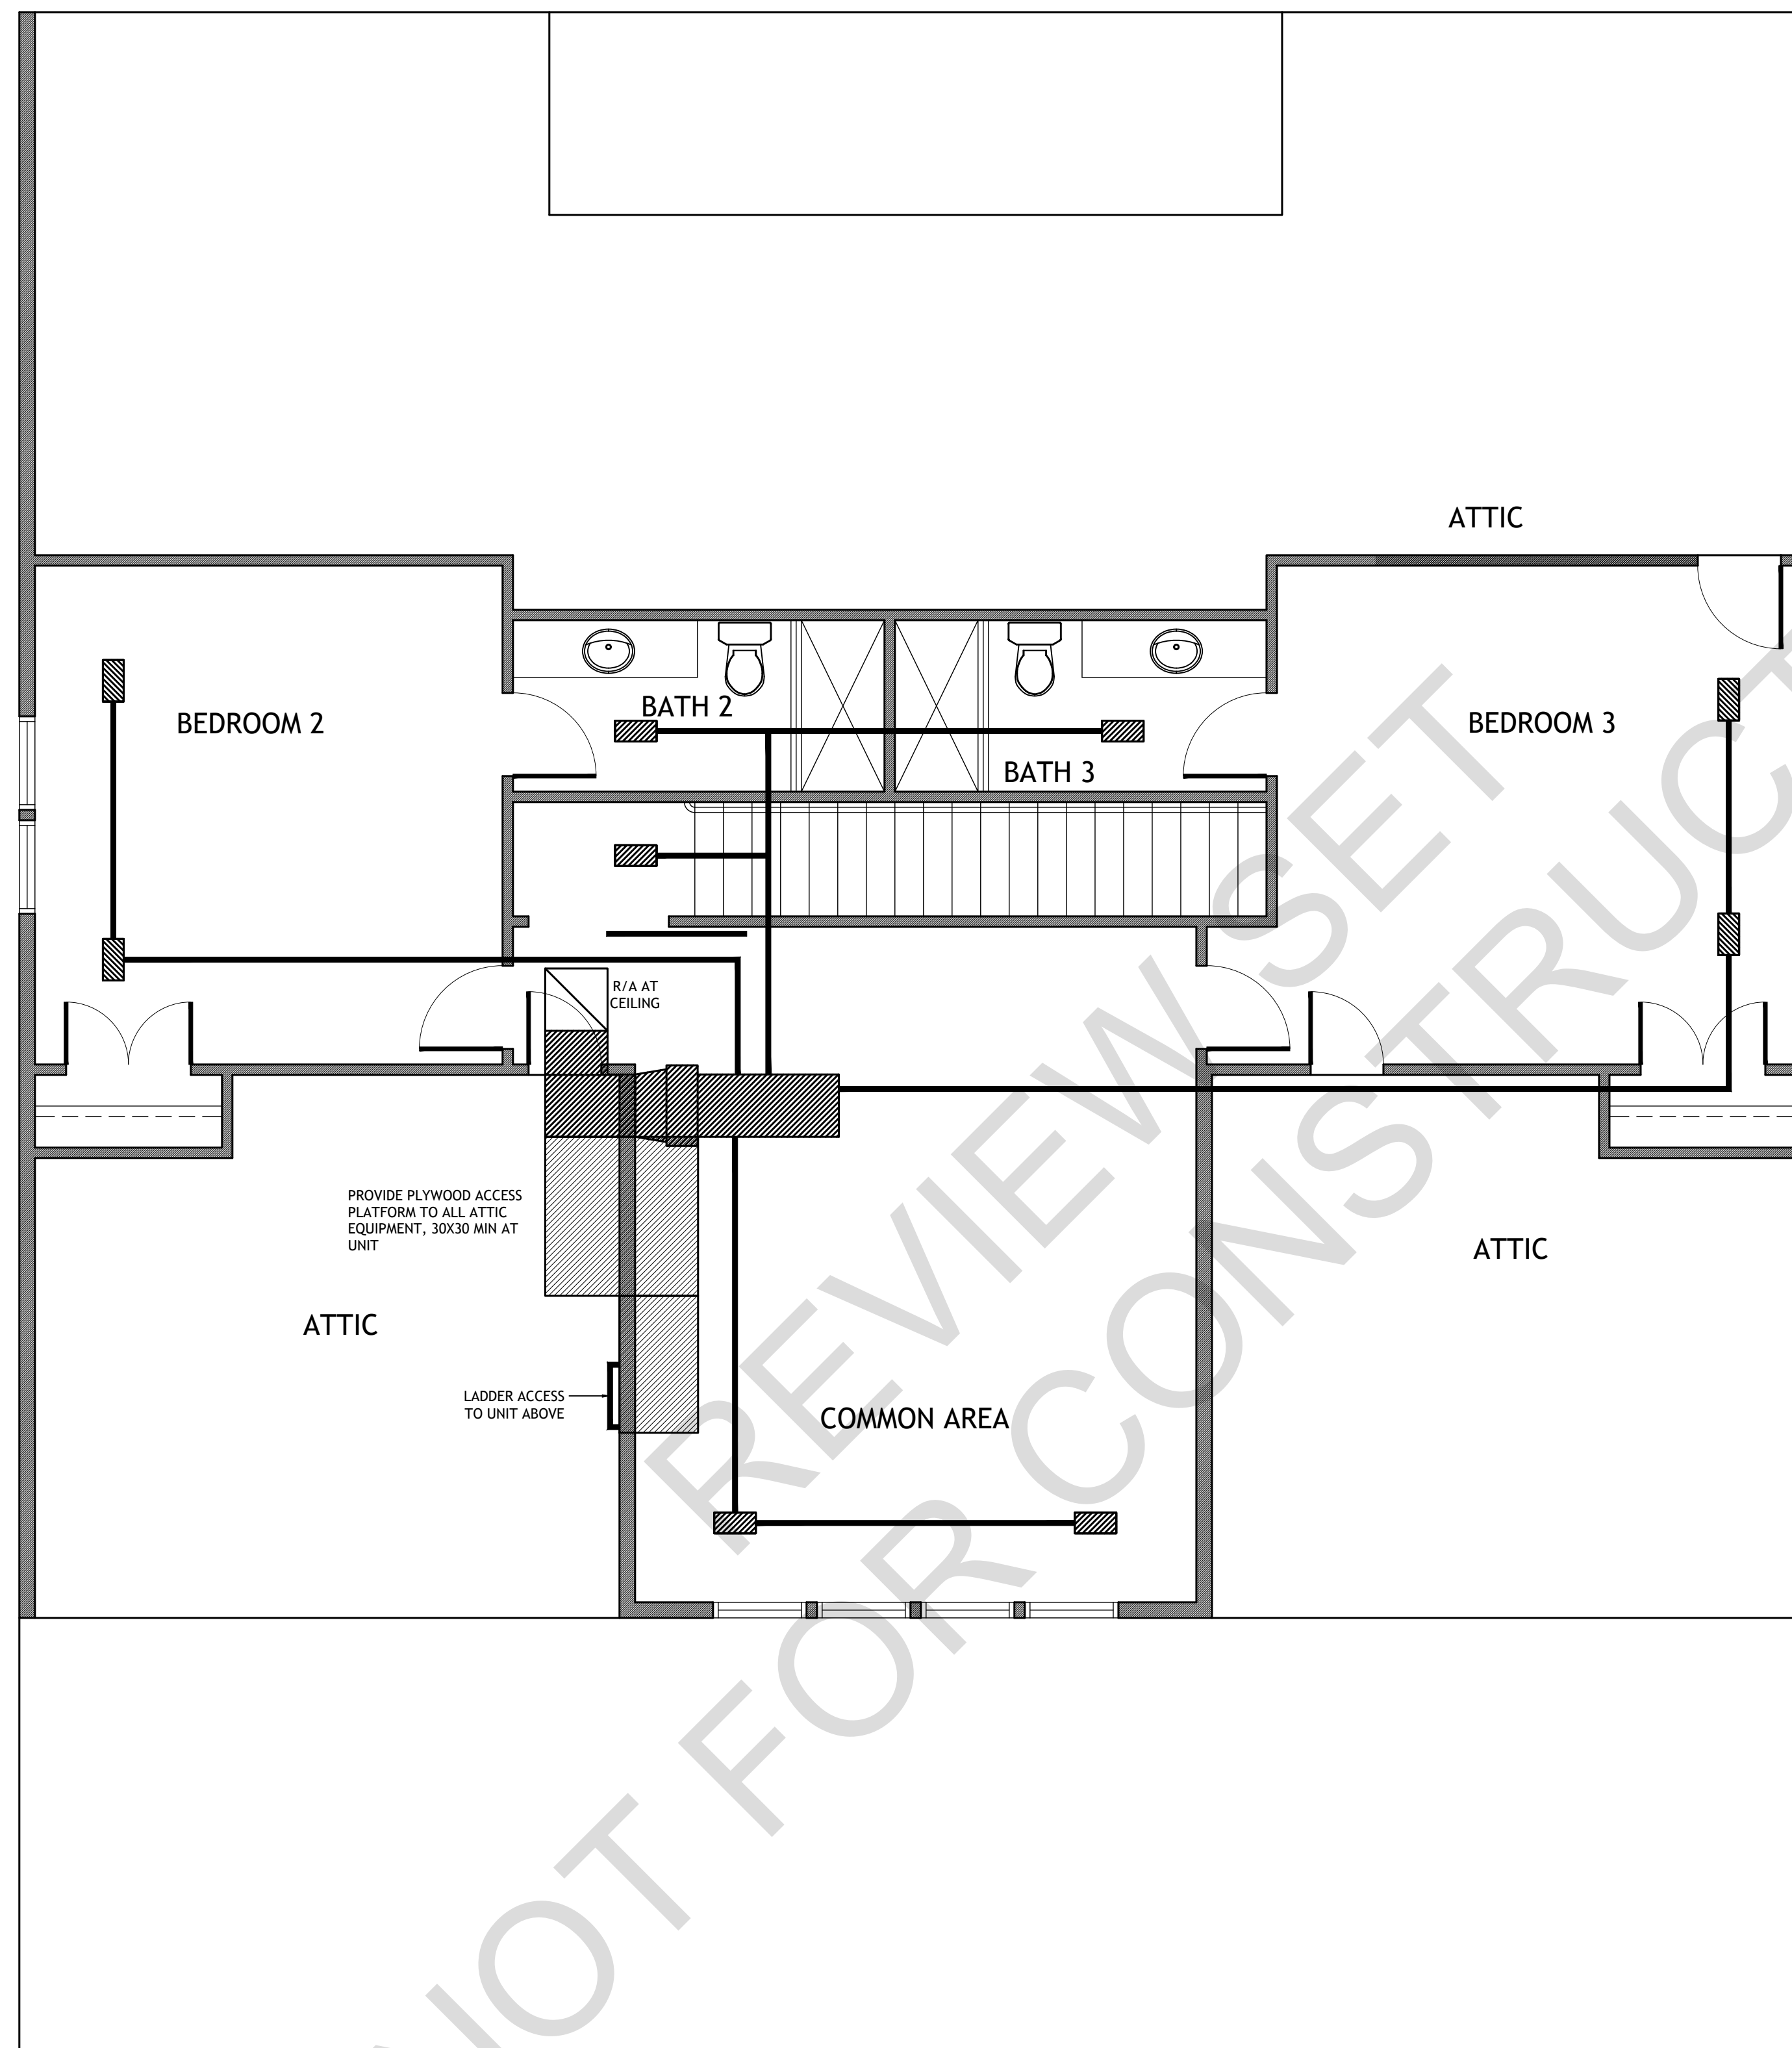 ATTIC
BEDROOM 2
BATH 2
BATH 3
BEDROOM 3
R/A AT
CEILING
PROVIDE PLYWOOD ACCESS
PLATFORM TO ALL ATTIC
EQUIPMENT, 30X30 MIN AT
UNIT
ATTIC
ATTIC
LADDER ACCESS
TO UNIT ABOVE
COMMON AREA
REVIEW SET
NOT FOR CONSTRUCT